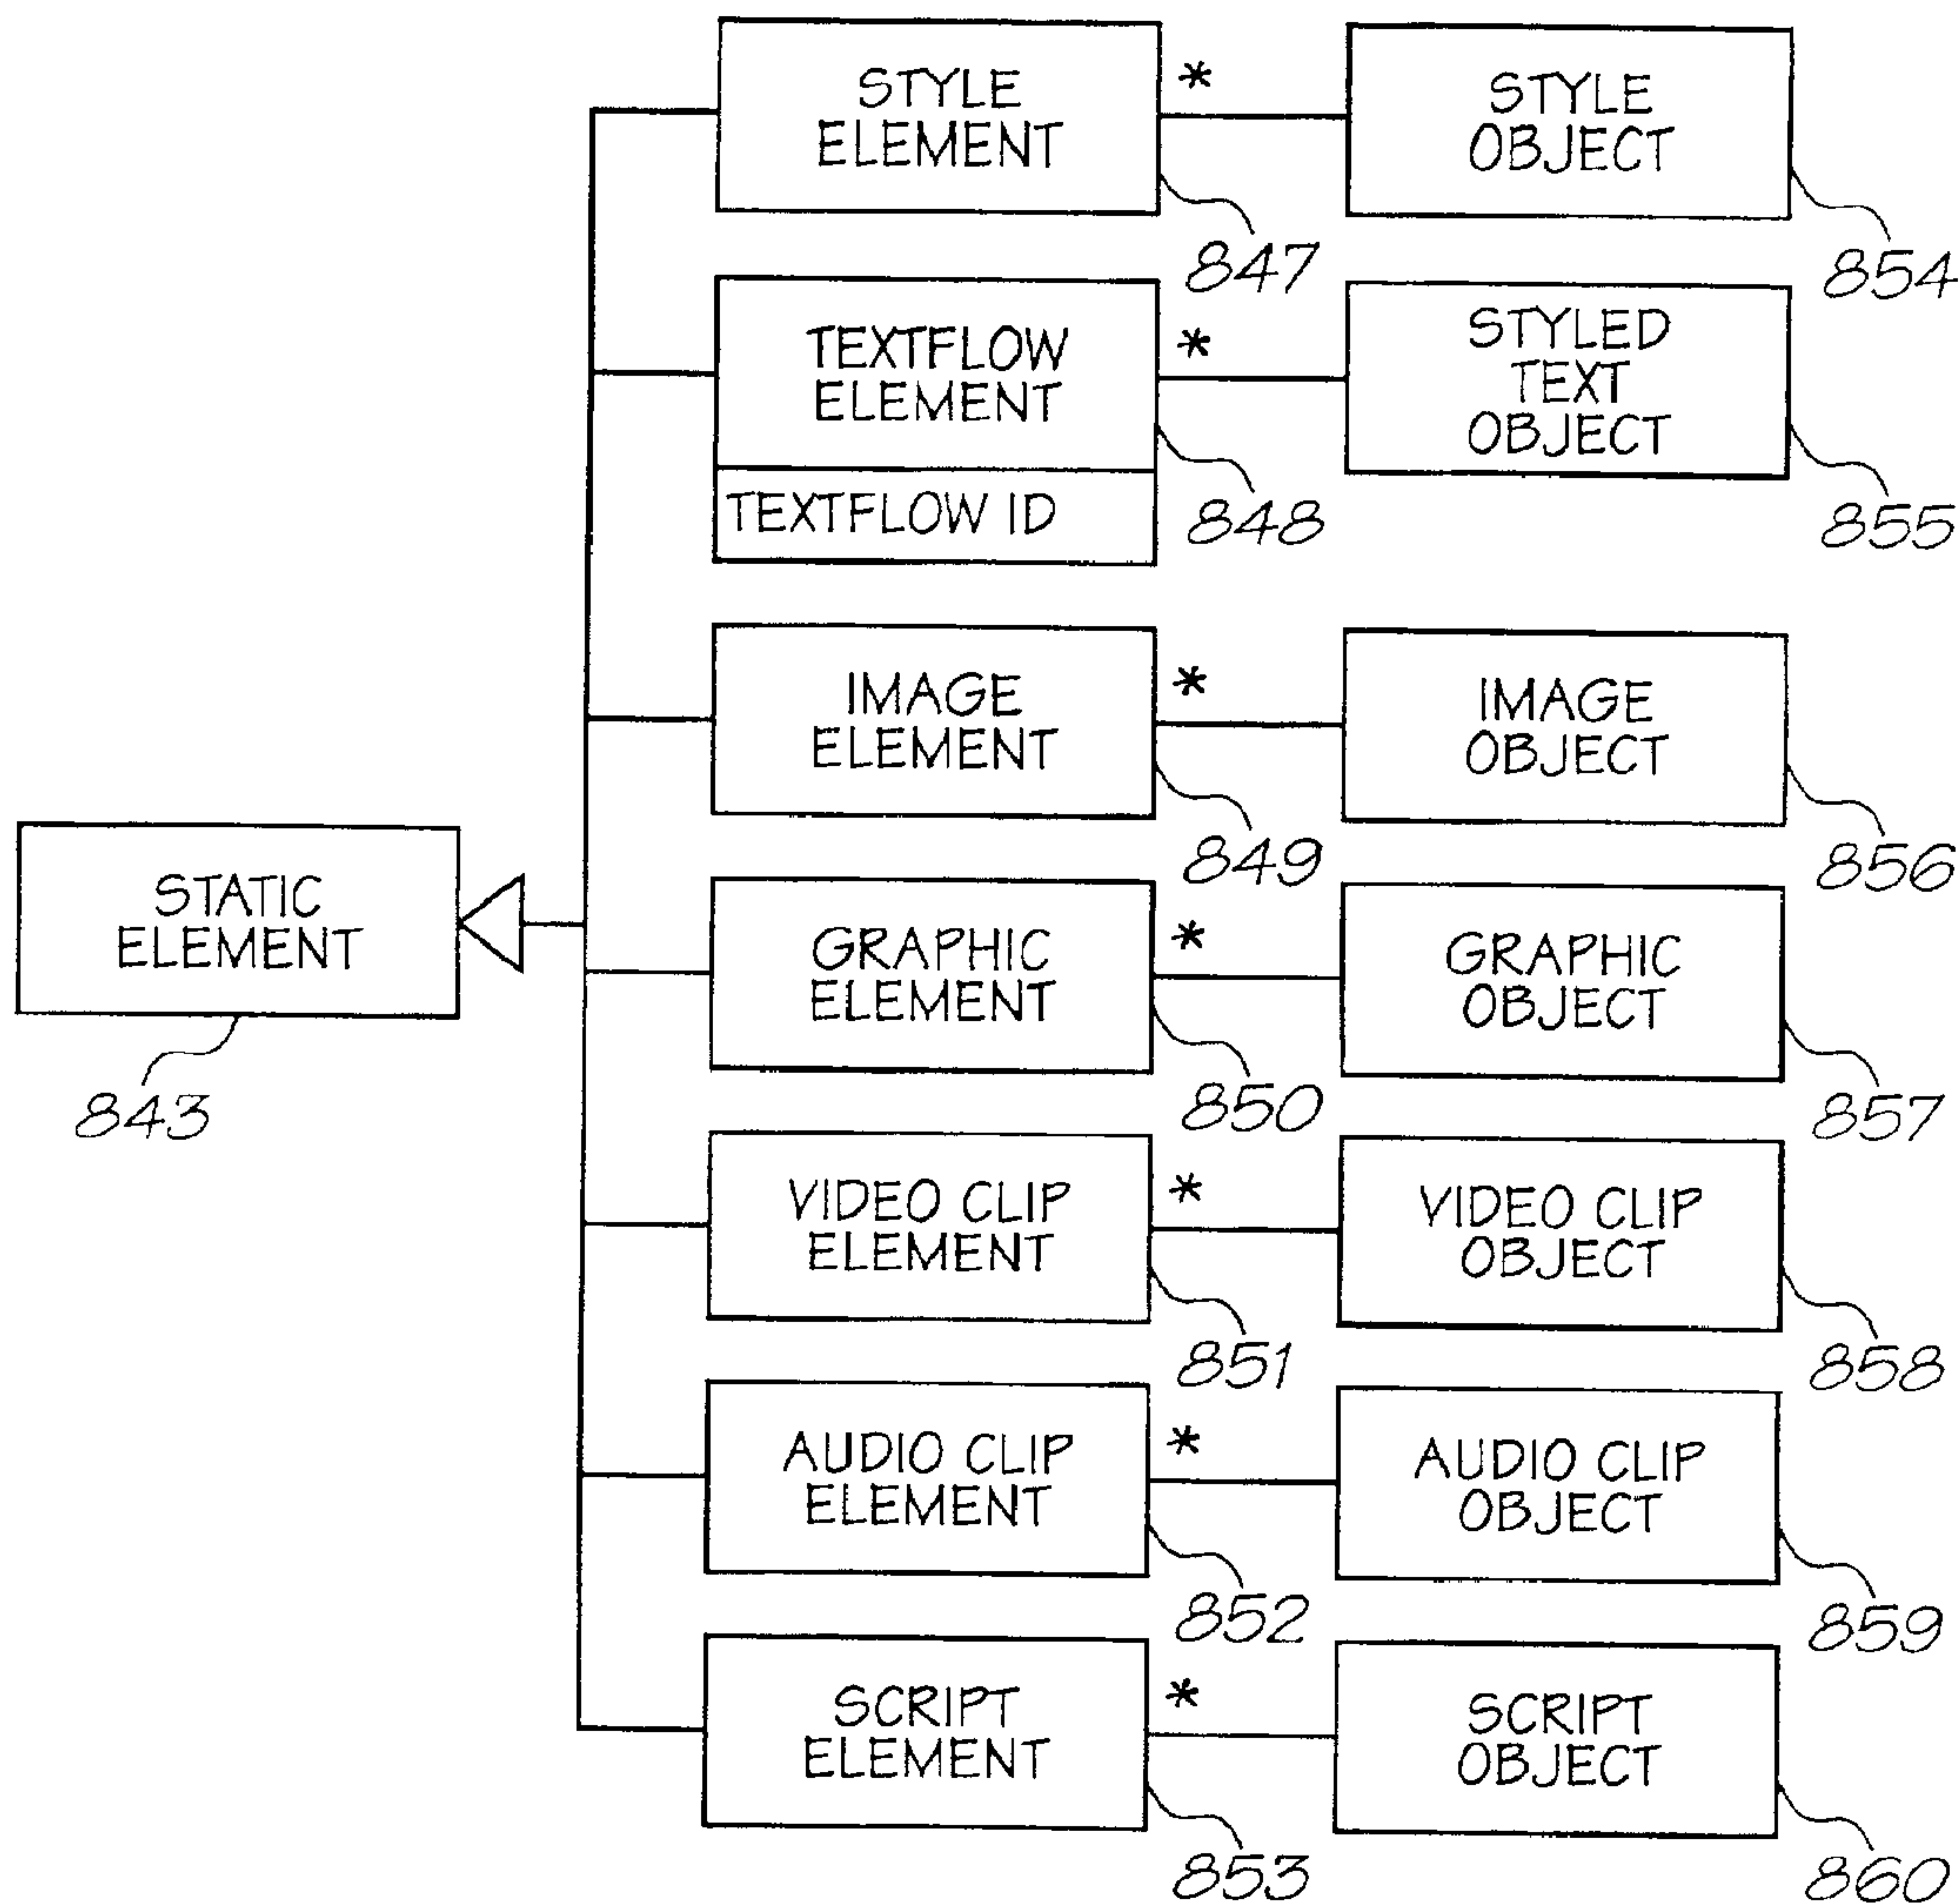 STYLE
ELEMENT
*
847
STYLE
OBJECT
854
TEXTFLOW
ELEMENT
TEXTFLOW ID
*
848
STYLED
TEXT
OBJECT
855
IMAGE
ELEMENT
*
849
IMAGE
OBJECT
856
STATIC
ELEMENT
843
GRAPHIC
ELEMENT
*
850
GRAPHIC
OBJECT
857
VIDEO CLIP
ELEMENT
*
851
VIDEO CLIP
OBJECT
858
AUDIO CLIP
ELEMENT
*
852
AUDIO CLIP
OBJECT
859
SCRIPT
ELEMENT
*
853
SCRIPT
OBJECT
860